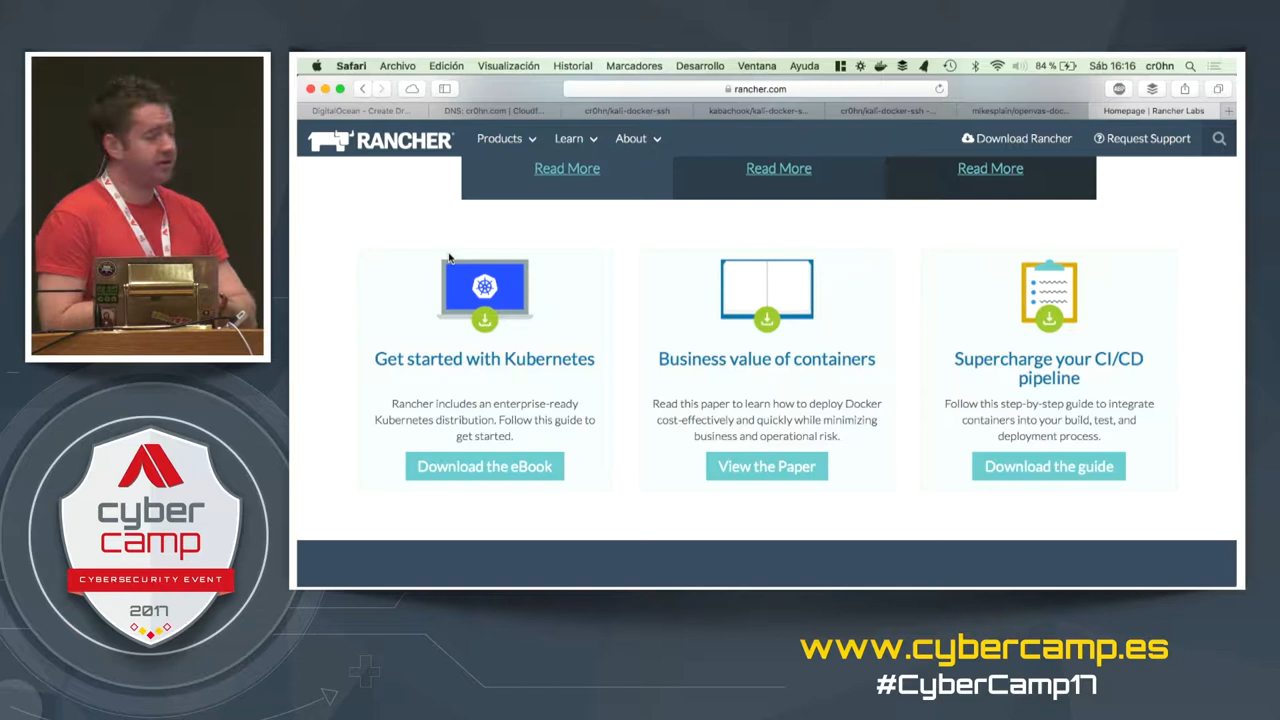 Safari Archivo Edición Visualización Historial Marcadores Desarrollo Ventana Ayuda 84 % Sáb 16:16 cr0hn
rancher.com
DigitalOcean - Create Dr... DNS: cr0hn.com | Cloudf... cr0hn/kali-docker-ssh kabachook/kali-docker-s... cr0hn/kali-docker-ssh -... mikesplain/openvas-doc... Homepage | Rancher Labs
RANCHER Products Learn About Download Rancher Request Support
Read More Read More Read More
Get started with Kubernetes
Rancher includes an enterprise-ready
Kubernetes distribution. Follow this guide to
get started.
Download the eBook
Business value of containers
Read this paper to learn how to deploy Docker
cost-effectively and quickly while minimizing
business and operational risk.
View the Paper
Supercharge your CI/CD
pipeline
Follow this step-by-step guide to integrate
containers into your build, test, and
deployment process.
Download the guide
cyber
camp
CYBERSECURITY EVENT
2017
www.cybercamp.es
#CyberCamp17